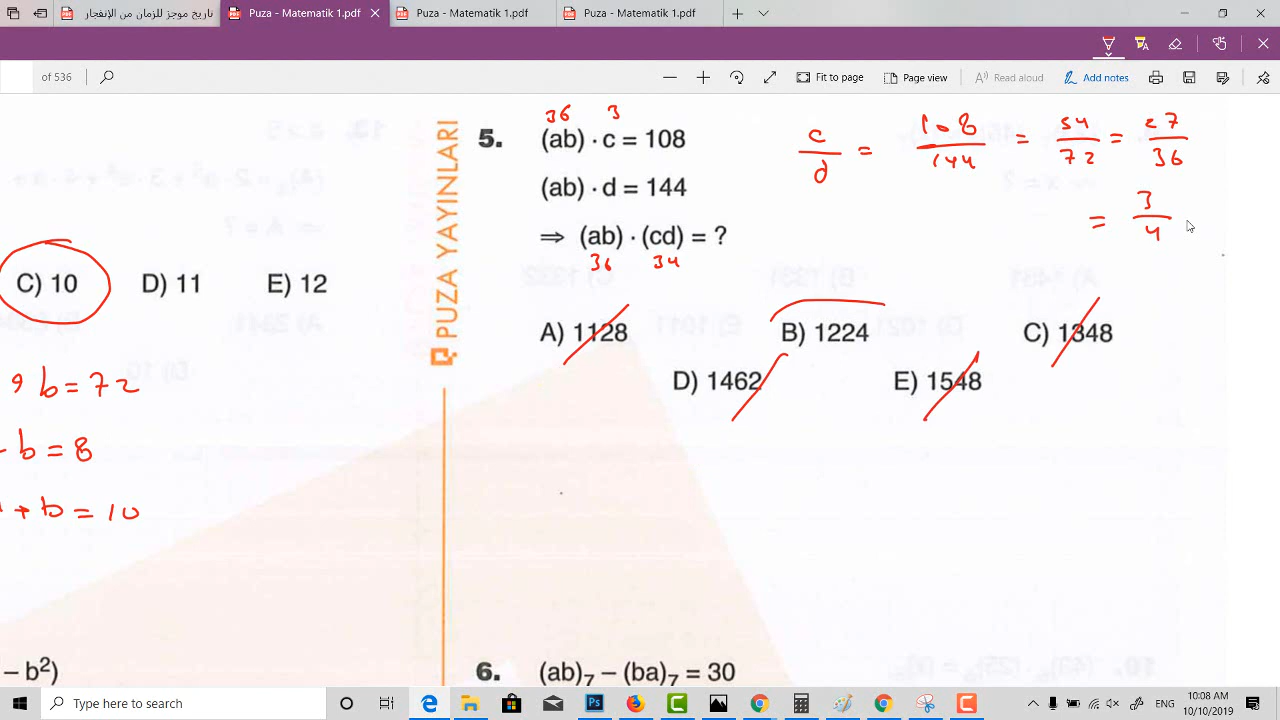 تاريخ موجز للزمان من الانفجار
Puza - Matematik 1.pdf
Puza - Matematik 1.pdf
Puza - Matematik 1.pdf
of 536
Fit to page
Page view
Read aloud
Add notes
PUZA YAYINLARI
36 3
5. (ab) · c = 108
(ab) · d = 144
⇒ (ab) · (cd) = ?
36 34
A) 1128 B) 1224 C) 1348
D) 1462 E) 1548
c/d = 108/144 = 54/72 = 27/36
= 3/4
C) 10 D) 11 E) 12
9 b = 72
- b = 8
+ b = 10
– b²)
6. (ab)₇ – (ba)₇ = 30
Type here to search
ENG
10:08 AM
10/10/2019